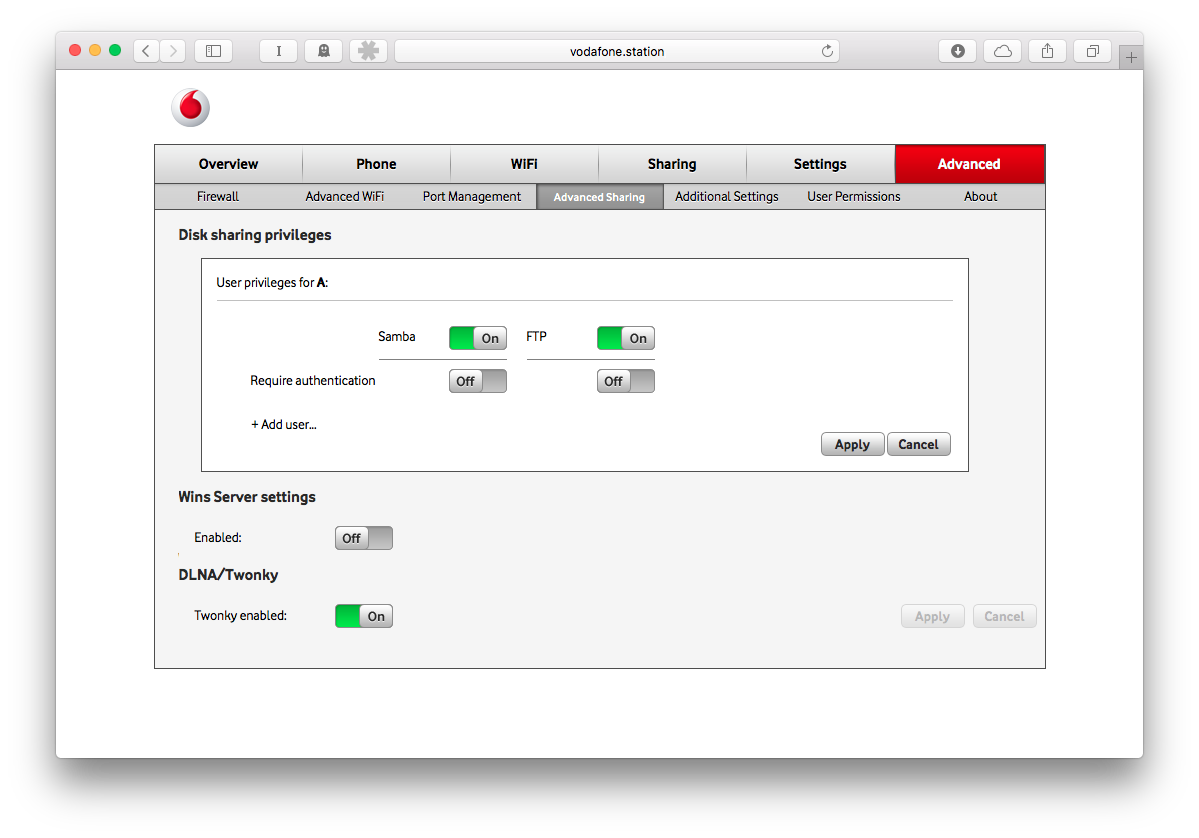 I
vodafone.station
Overview Phone WiFi Sharing Settings Advanced
Firewall Advanced WiFi Port Management Advanced Sharing Additional Settings User Permissions About
Disk sharing privileges
User privileges for A:
Samba On FTP On
Require authentication Off Off
+ Add user...
Apply Cancel
Wins Server settings
Enabled: Off
DLNA/Twonky
Twonky enabled: On Apply Cancel